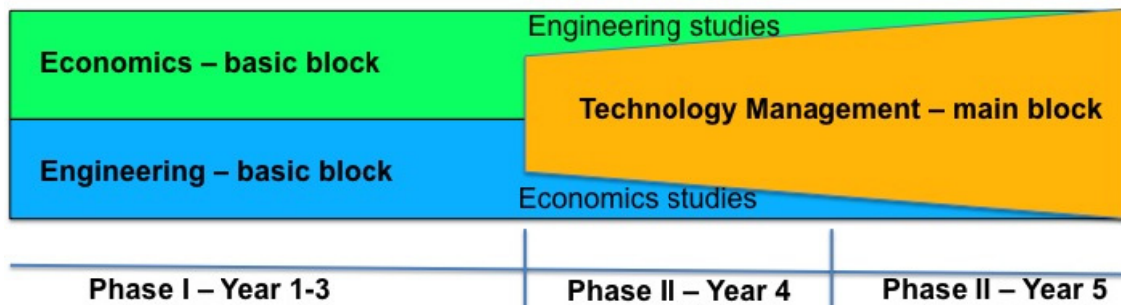 Engineering studies
Economics – basic block
Technology Management – main block
Engineering – basic block
Economics studies
Phase I – Year 1-3
Phase II – Year 4
Phase II – Year 5